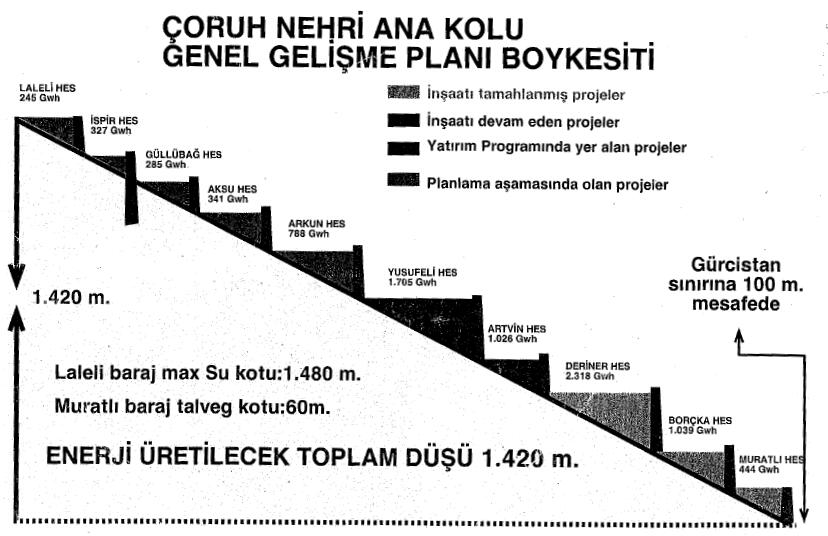 ÇORUH NEHRİ ANA KOLU
GENEL GELİŞME PLANI BOYKESİTİ
LALELİ HES
245 Gwh
İSPİR HES
327 Gwh
GÜLLÜBAĞ HES
285 Gwh
AKSU HES
341 Gwh
ARKUN HES
788 Gwh
YUSUFELİ HES
1.705 Gwh
ARTVİN HES
1.026 Gwh
DERİNER HES
2.318 Gwh
BORÇKA HES
1.039 Gwh
MURATLI HES
444 Gwh
İnşaatı tamahlanmış projeler
İnşaatı devam eden projeler
Yatırım Programında yer alan projeler
Planlama aşamasında olan projeler
Gürcistan
sınırına 100 m.
mesafede
1.420 m.
Laleli baraj max Su kotu:1.480 m.
Muratlı baraj talveg kotu:60m.
ENERJİ ÜRETİLECEK TOPLAM DÜŞÜ 1.420 m.